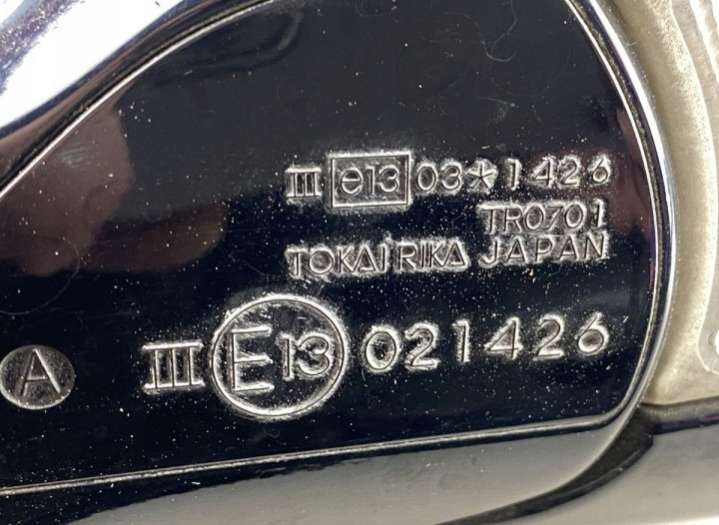 III e13 03*1426
TR0701
TOKAI RIKA JAPAN
III E13 021426
A